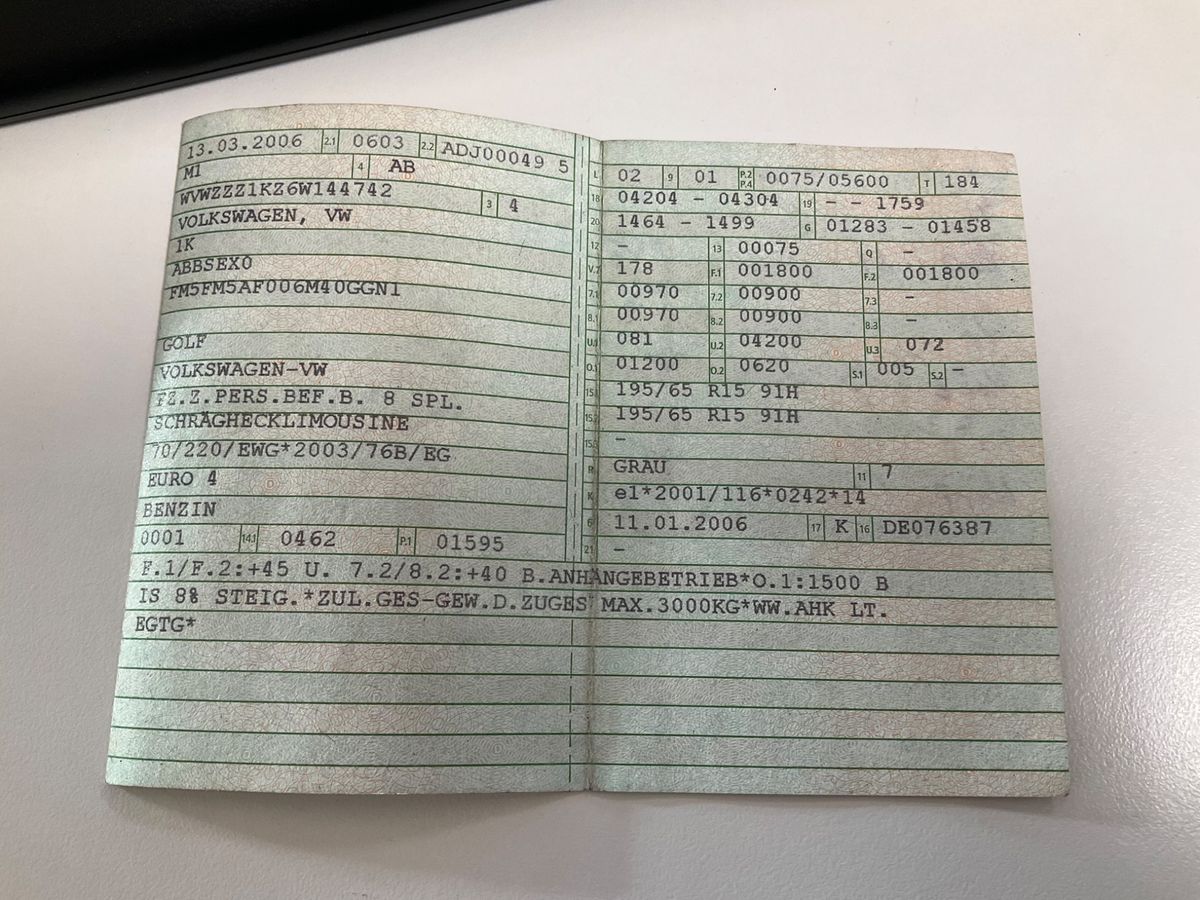 13.03.2006 2.1 0603 2.2 ADJ00049 5
M1 4 AB
WVWZZZ1KZ6W144742 3 4
VOLKSWAGEN, VW
1K
ABBSEX0
FM5FM5AF006M40GGN1
GOLF
VOLKSWAGEN-VW
FZ.Z.PERS.BEF.B. 8 SPL.
SCHRÄGHECKLIMOUSINE
70/220/EWG*2003/76B/EG
EURO 4
BENZIN
0001 14.1 0462 P.1 01595
L 02 9 01 P.2 P.4 0075/05600 T 184
18 04204 - 04304 19 - - 1759
20 1464 - 1499 G 01283 - 01458
12 - 13 00075 Q -
V.7 178 F.1 001800 F.2 001800
7.1 00970 7.2 00900 7.3 -
8.1 00970 8.2 00900 8.3 -
U.1 081 U.2 04200 U.3 072
O.1 01200 O.2 0620 S.1 005 S.2 -
15.1 195/65 R15 91H
15.2 195/65 R15 91H
15.3 -
R GRAU 11 7
K e1*2001/116*0242*14
6 11.01.2006 17 K 16 DE076387
21 -
F.1/F.2:+45 U. 7.2/8.2:+40 B.ANHÄNGEBETRIEB*O.1:1500 B
IS 8% STEIG.*ZUL.GES-GEW.D.ZUGES MAX.3000KG*WW.AHK LT.
EGTG*